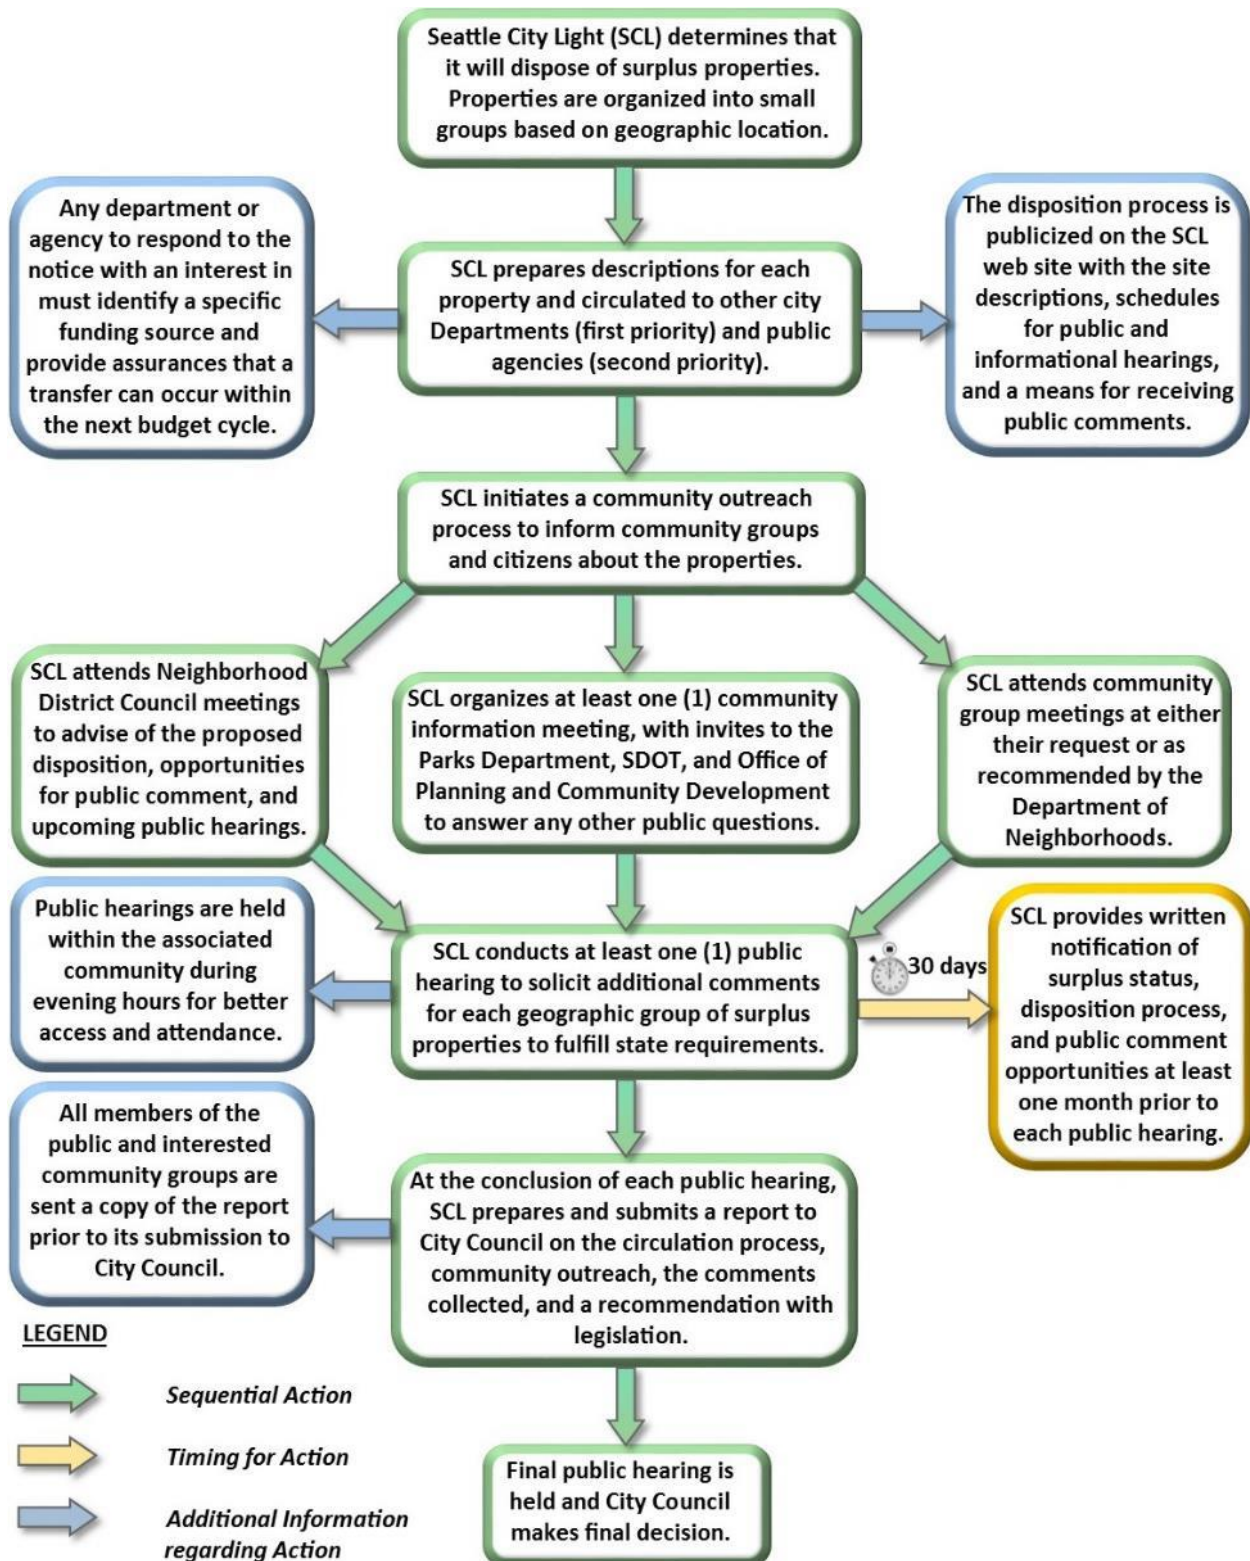 Seattle City Light (SCL) determines that
it will dispose of surplus properties.
Properties are organized into small
groups based on geographic location.
Any department or
agency to respond to the
notice with an interest in
must identify a specific
funding source and
provide assurances that a
transfer can occur within
the next budget cycle.
SCL prepares descriptions for each
property and circulated to other city
Departments (first priority) and public
agencies (second priority).
The disposition process is
publicized on the SCL
web site with the site
descriptions, schedules
for public and
informational hearings,
and a means for receiving
public comments.
SCL initiates a community outreach
process to inform community groups
and citizens about the properties.
SCL attends Neighborhood
District Council meetings
to advise of the proposed
disposition, opportunities
for public comment, and
upcoming public hearings.
SCL organizes at least one (1) community
information meeting, with invites to the
Parks Department, SDOT, and Office of
Planning and Community Development
to answer any other public questions.
SCL attends community
group meetings at either
their request or as
recommended by the
Department of
Neighborhoods.
Public hearings are held
within the associated
community during
evening hours for better
access and attendance.
SCL conducts at least one (1) public
hearing to solicit additional comments
for each geographic group of surplus
properties to fulfill state requirements.
30 days
SCL provides written
notification of
surplus status,
disposition process,
and public comment
opportunities at least
one month prior to
each public hearing.
All members of the
public and interested
community groups are
sent a copy of the report
prior to its submission to
City Council.
At the conclusion of each public hearing,
SCL prepares and submits a report to
City Council on the circulation process,
community outreach, the comments
collected, and a recommendation with
legislation.
Final public hearing is
held and City Council
makes final decision.
LEGEND
Sequential Action
Timing for Action
Additional Information
regarding Action